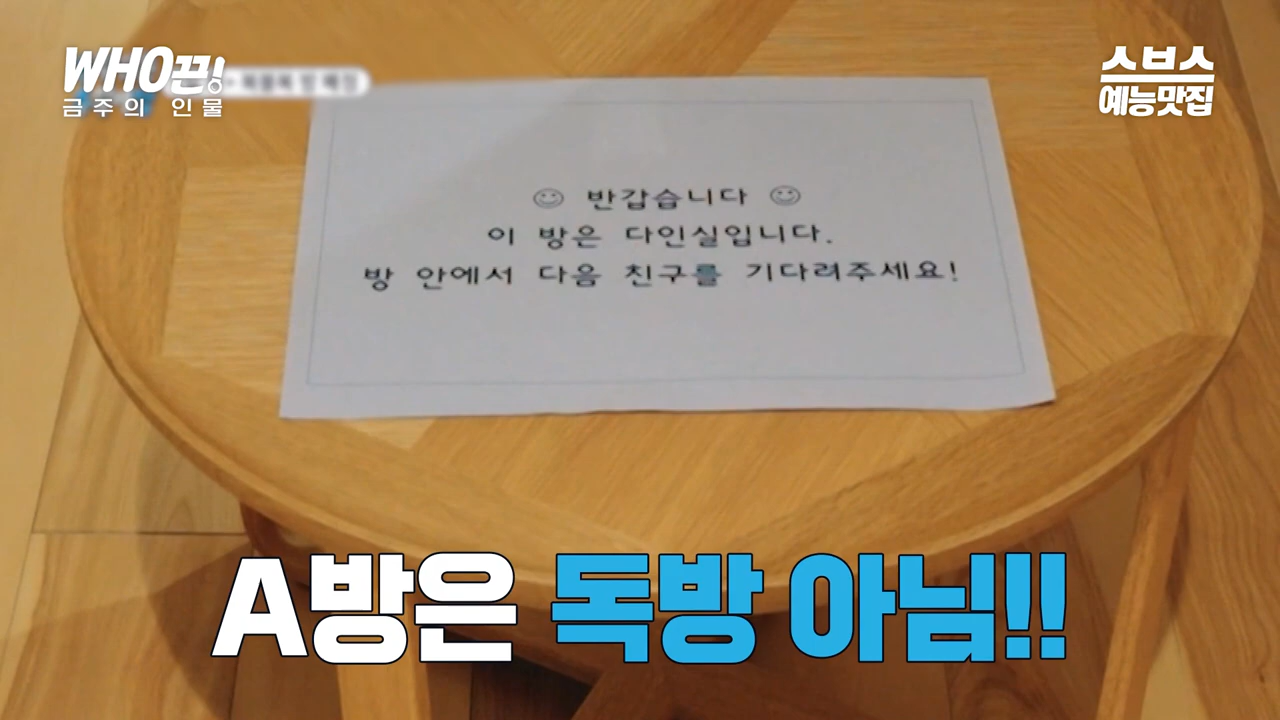 WHO끈!
금주의 인물
스브스
예능맛집
☺ 반갑습니다 ☺
이 방은 다인실입니다.
방 안에서 다음 친구를 기다려주세요!
A방은 독방 아님!!